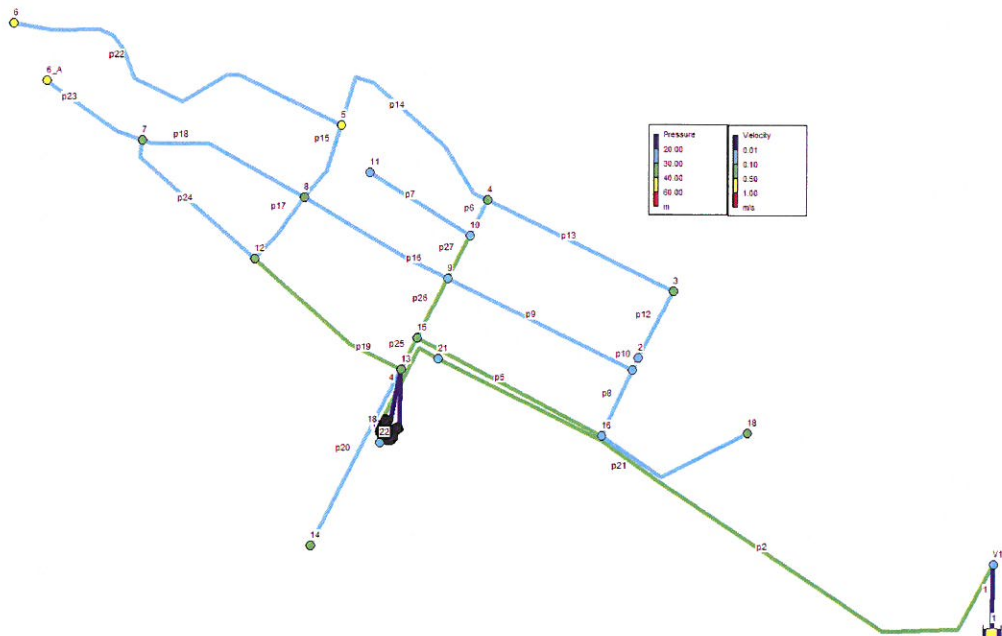 6
p22
6_A
p23
p14
5
7
p18
p15
Pressure
Velocity
20.00
0.01
11
30.00
0.10
40.00
0.50
p7
60.00
1.00
8
4
m
m/s
p24
p17
p6
10
p13
p27
12
p16
9
3
p26
p9
p12
15
2
p25
21
p10
p19
13
p5
4
p8
18
16
18
22
p20
p21
14
p2
V1
1
1